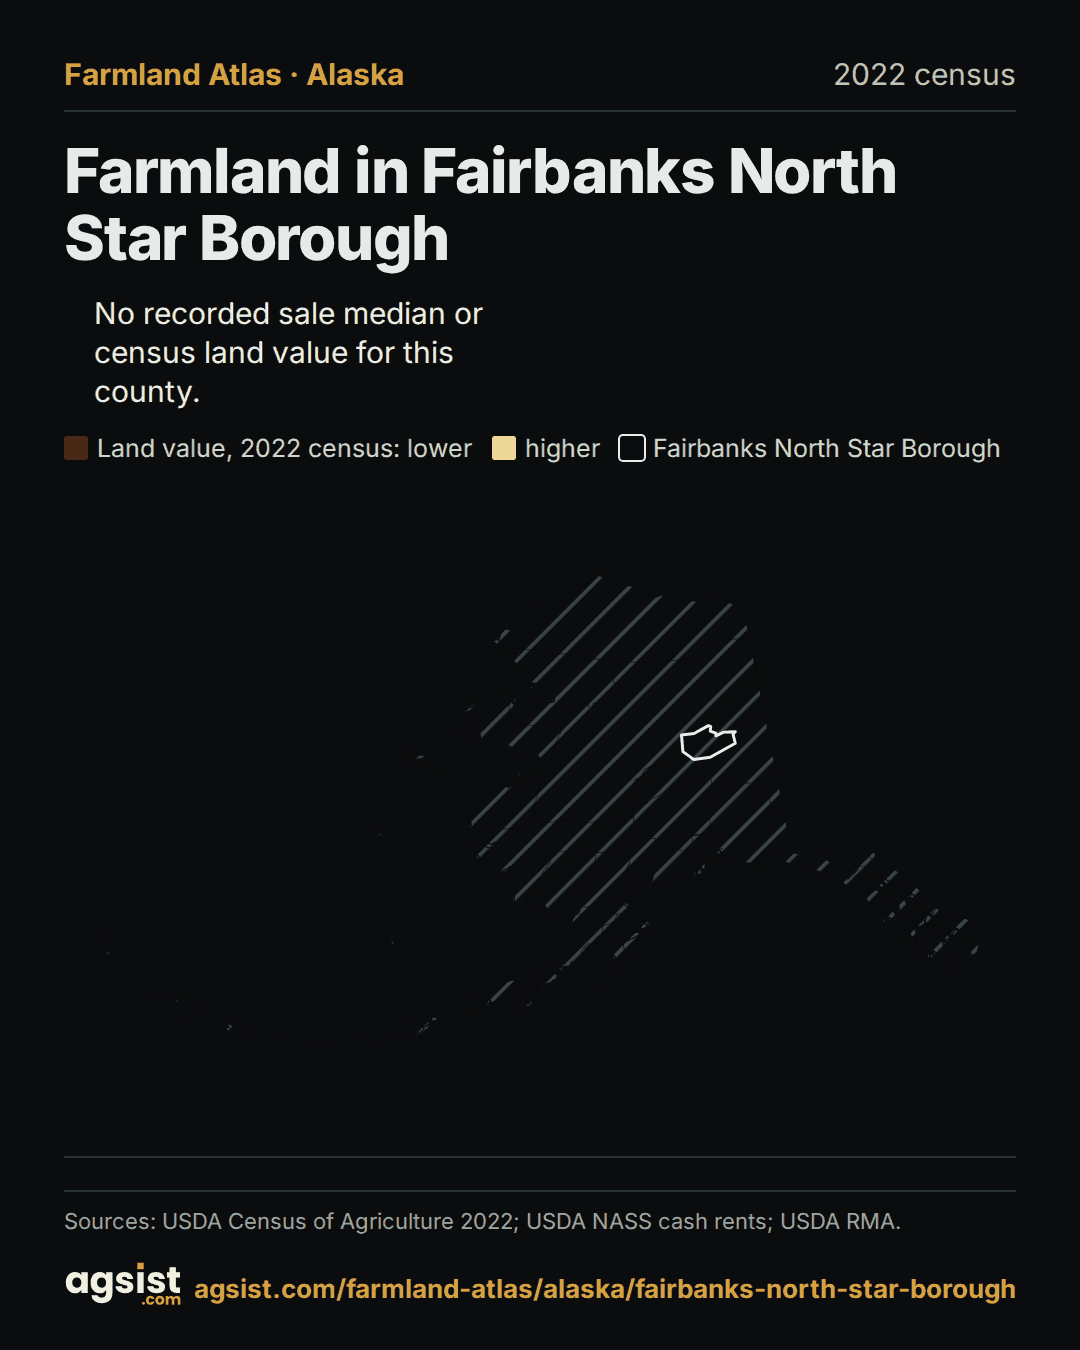 Farmland Atlas · Alaska
2022 census
Farmland in Fairbanks North
Star Borough
No recorded sale median or
census land value for this
county.
Land value, 2022 census: lower
higher
Fairbanks North Star Borough
Sources: USDA Census of Agriculture 2022; USDA NASS cash rents; USDA RMA.
agsist
.com
agsist.com/farmland-atlas/alaska/fairbanks-north-star-borough